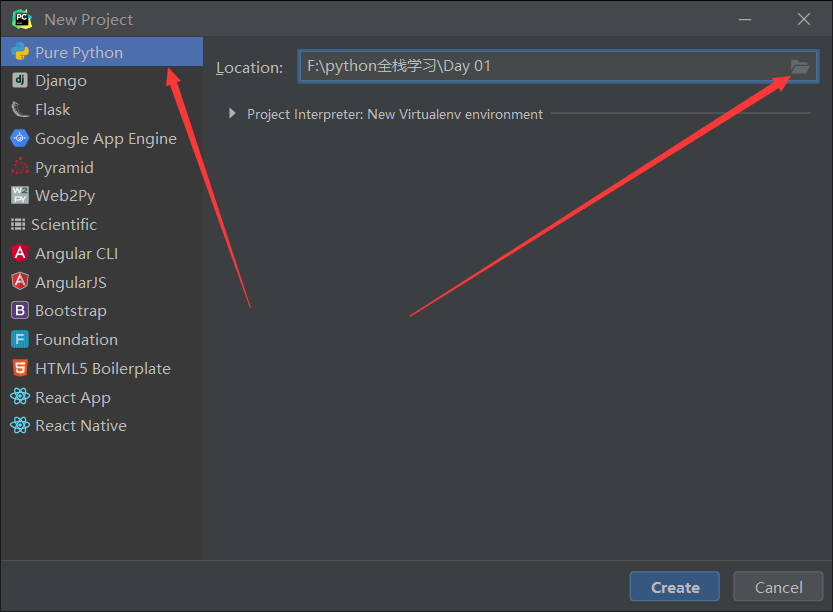 New Project
Pure Python
Django
Flask
Google App Engine
Pyramid
Web2Py
Scientific
Angular CLI
AngularJS
Bootstrap
Foundation
HTML5 Boilerplate
React App
React Native
Location: F:\python全栈学习\Day 01
Project Interpreter: New Virtualenv environment
Create Cancel